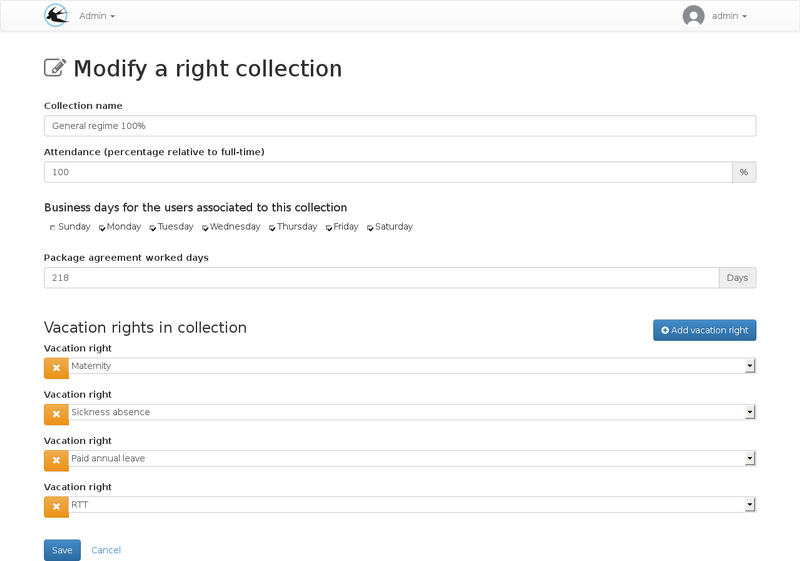 Admin
admin
Modify a right collection
Collection name
General regime 100%
Attendance (percentage relative to full-time)
100 %
Business days for the users associated to this collection
Sunday Monday Tuesday Wednesday Thursday Friday Saturday
Package agreement worked days
218 Days
Vacation rights in collection
Add vacation right
Vacation right
Maternity
Vacation right
Sickness absence
Vacation right
Paid annual leave
Vacation right
RTT
Save Cancel